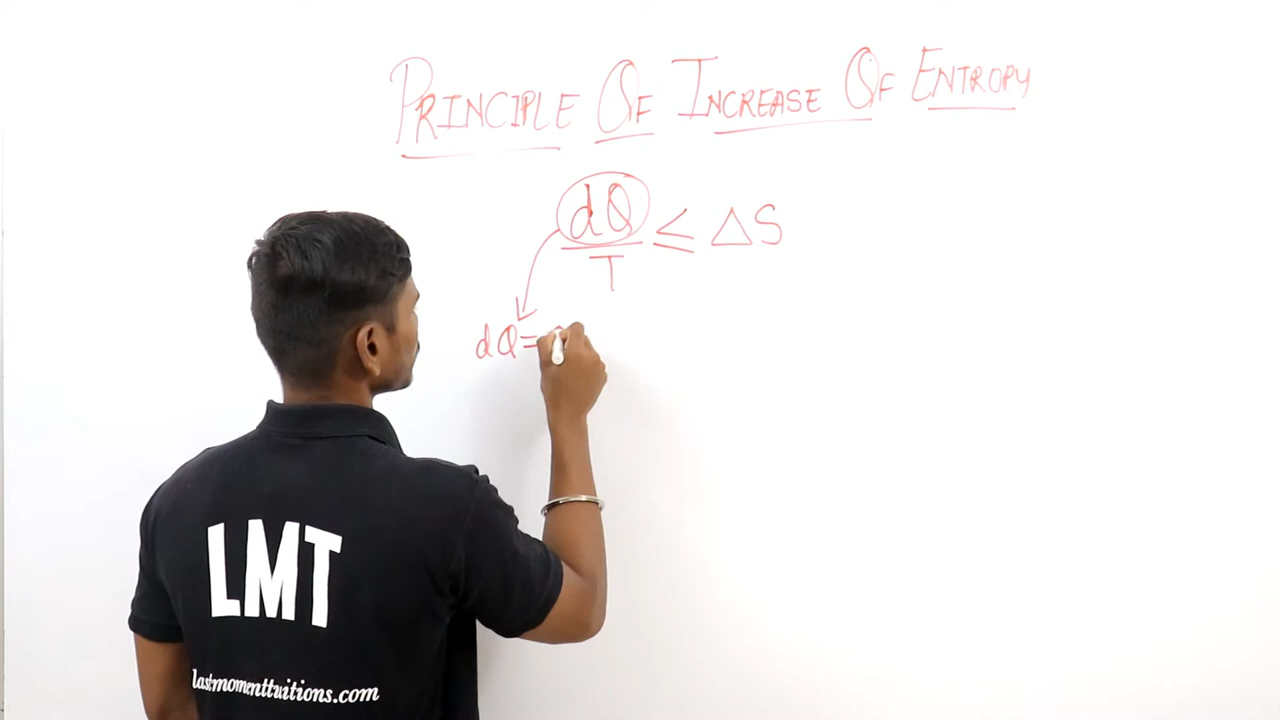 PRINCIPLE OF INCREASE OF ENTROPY
dQ
T
≤ ΔS
dQ=
LMT
lastmomenttuitions.com